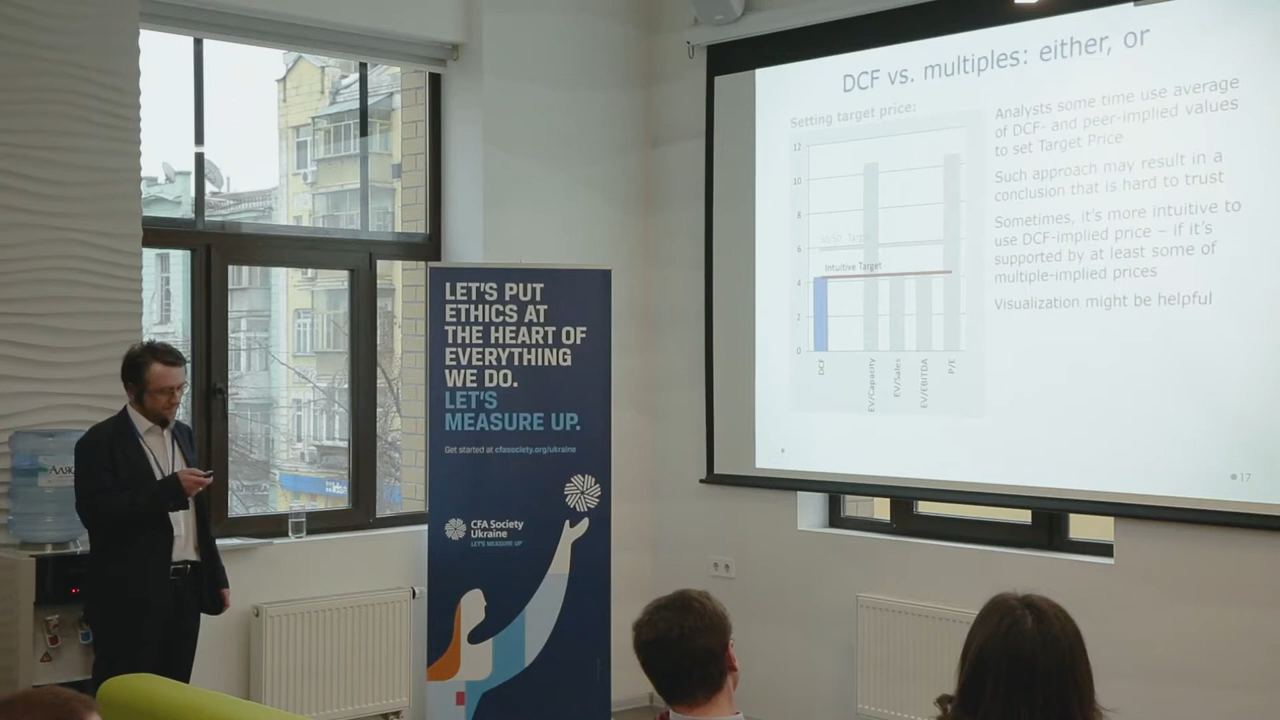 DCF vs. multiples: either, or
Setting target price:
12
10
8
6
4
2
0
Intuitive Target
DCF
EV/Capacity
EV/Sales
EV/EBITDA
P/E
Analysts some time use average
of DCF- and peer-implied values
to set Target Price
Such approach may result in a
conclusion that is hard to trust
Sometimes, it's more intuitive to
use DCF-implied price – if it's
supported by at least some of
multiple-implied prices
Visualization might be helpful
17
LET'S PUT
ETHICS AT
THE HEART OF
EVERYTHING
WE DO.
LET'S
MEASURE UP.
Get started at cfasociety.org/ukraine
CFA Society
Ukraine
LET'S MEASURE UP